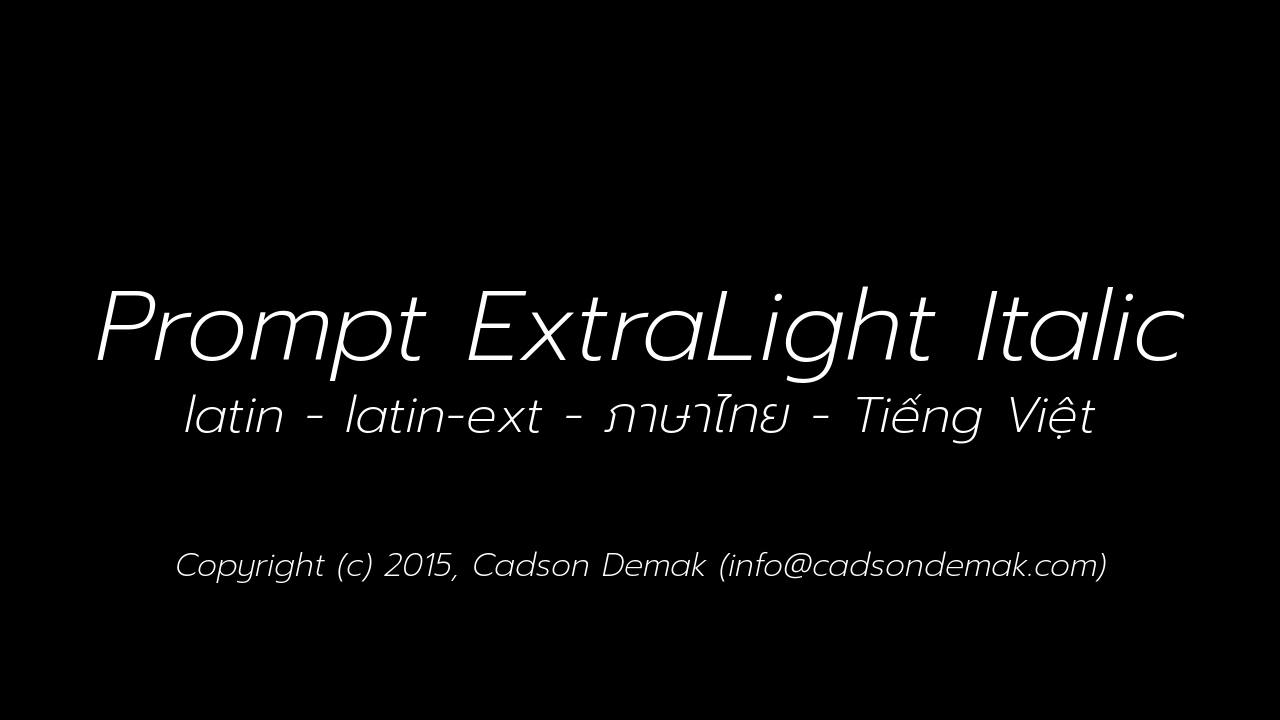 Prompt ExtraLight Italic
latin - latin-ext - ภาษาไทย - Tiếng Việt
Copyright (c) 2015, Cadson Demak (info@cadsondemak.com)